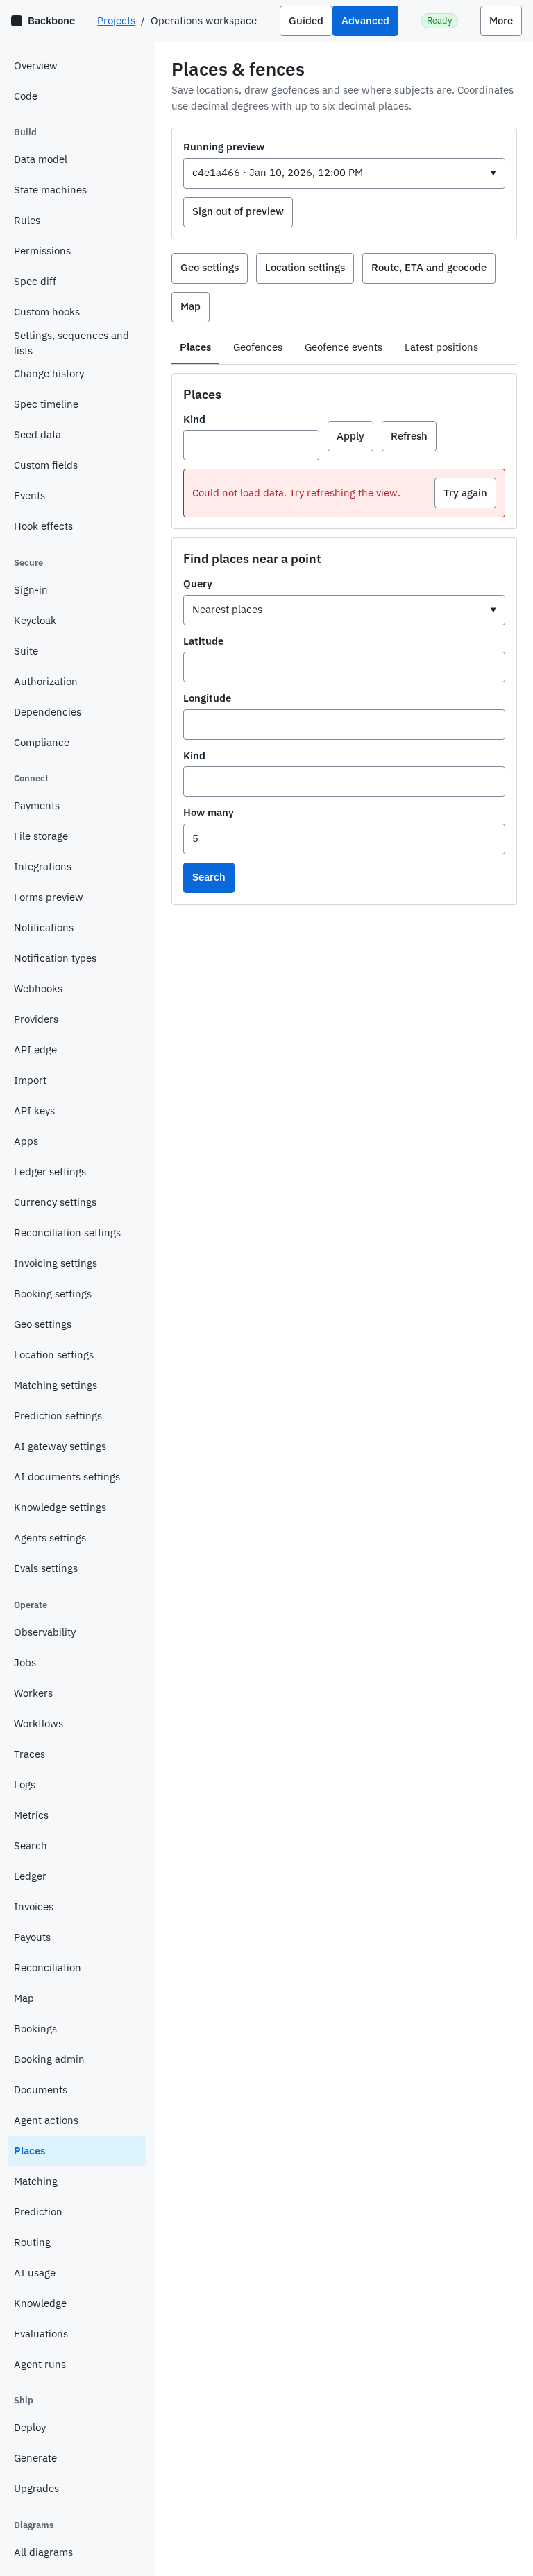 Backbone
Projects / Operations workspace
Guided
Advanced
Ready
More
Overview
Code
Build
Data model
State machines
Rules
Permissions
Spec diff
Custom hooks
Settings, sequences and
lists
Change history
Spec timeline
Seed data
Custom fields
Events
Hook effects
Secure
Sign-in
Keycloak
Suite
Authorization
Dependencies
Compliance
Connect
Payments
File storage
Integrations
Forms preview
Notifications
Notification types
Webhooks
Providers
API edge
Import
API keys
Apps
Ledger settings
Currency settings
Reconciliation settings
Invoicing settings
Booking settings
Geo settings
Location settings
Matching settings
Prediction settings
AI gateway settings
AI documents settings
Knowledge settings
Agents settings
Evals settings
Operate
Observability
Jobs
Workers
Workflows
Traces
Logs
Metrics
Search
Ledger
Invoices
Payouts
Reconciliation
Map
Bookings
Booking admin
Documents
Agent actions
Places
Matching
Prediction
Routing
AI usage
Knowledge
Evaluations
Agent runs
Ship
Deploy
Generate
Upgrades
Diagrams
All diagrams
Places & fences
Save locations, draw geofences and see where subjects are. Coordinates
use decimal degrees with up to six decimal places.
Running preview
c4e1a466 · Jan 10, 2026, 12:00 PM
Sign out of preview
Geo settings
Location settings
Route, ETA and geocode
Map
Places
Geofences
Geofence events
Latest positions
Places
Kind
Apply
Refresh
Could not load data. Try refreshing the view.
Try again
Find places near a point
Query
Nearest places
Latitude
Longitude
Kind
How many
5
Search